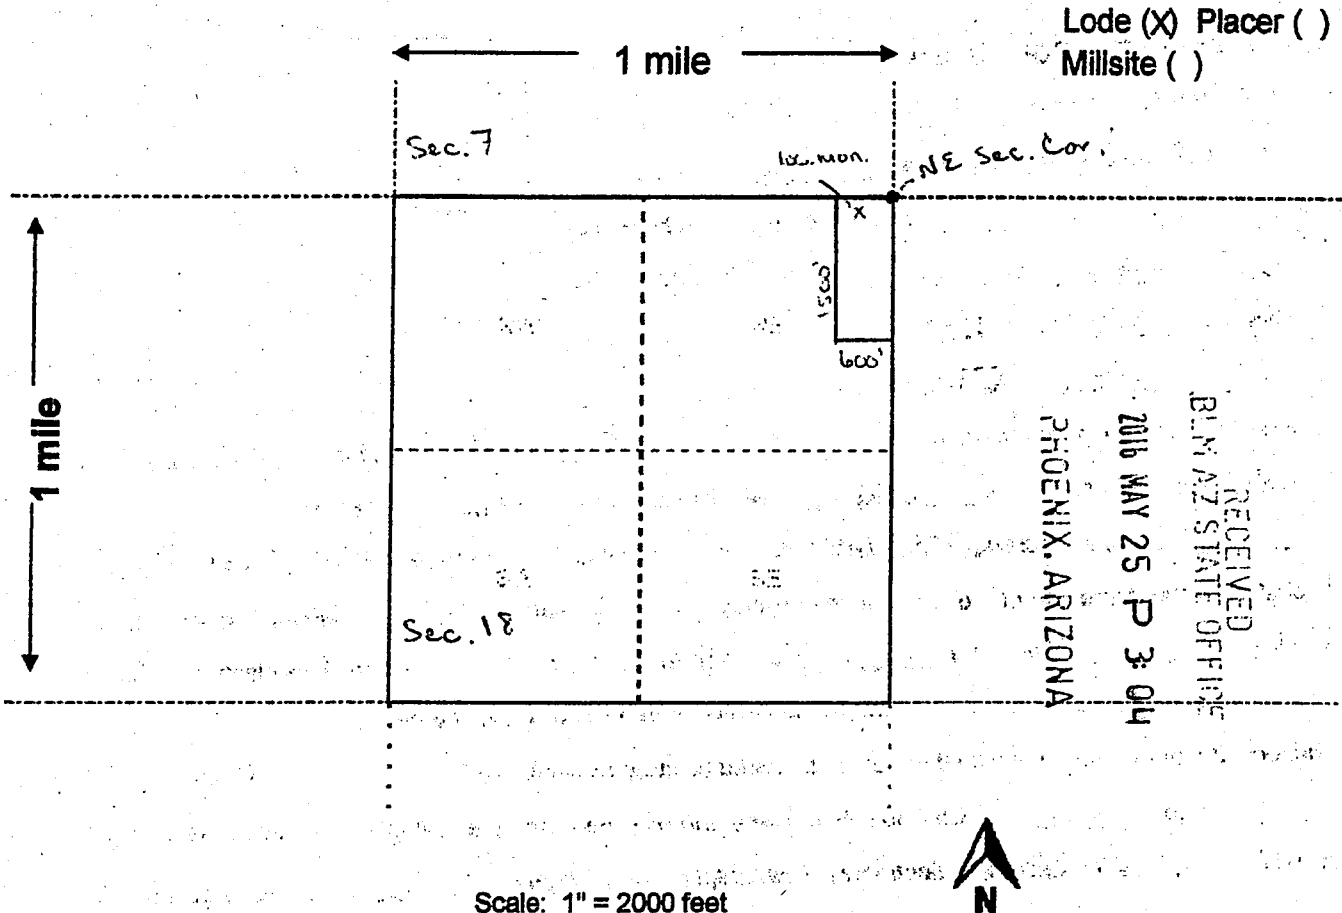 Lode (X) Placer ( )
Millsite ( )
1 mile
Sec. 7
loc. mon.
NE Sec. Cor.
x
1500'
600'
1 mile
Sec. 18
RECEIVED
BLM AZ STATE OFFICE
2016 MAY 25 P 3:04
PHOENIX, ARIZONA
N
Scale: 1" = 2000 feet